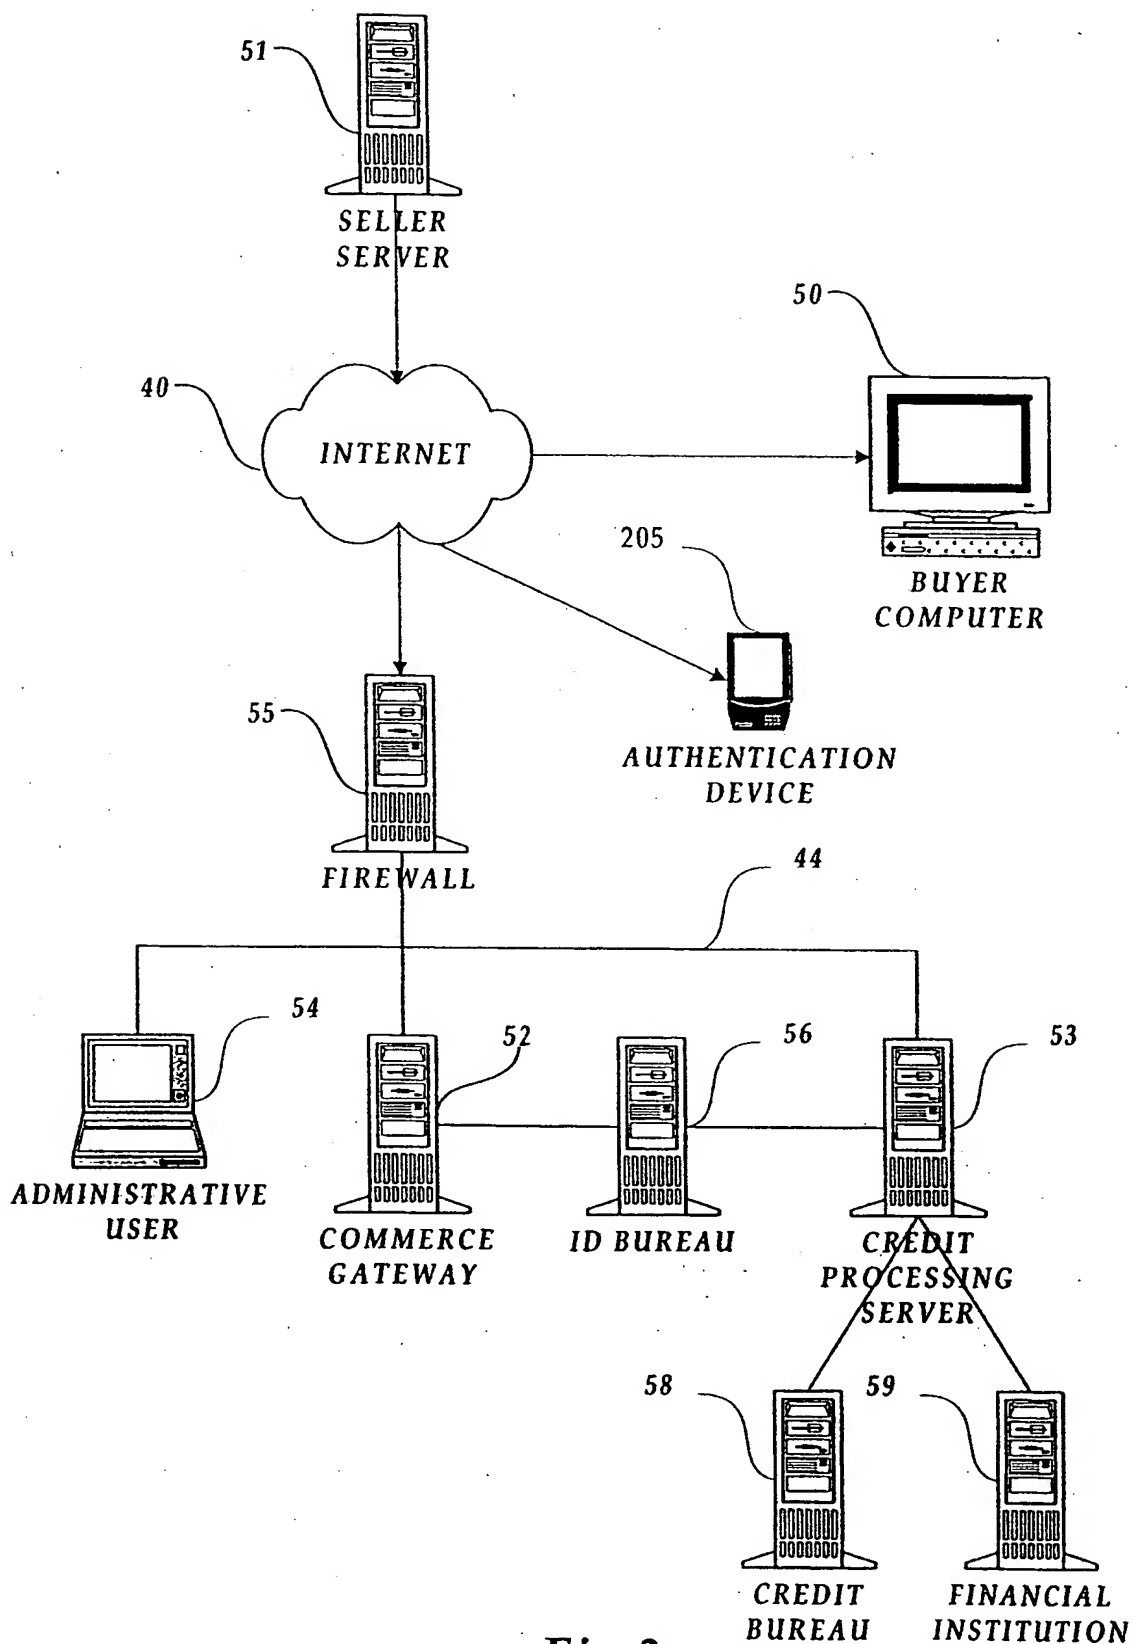 51
SELLER
SERVER
50
40
INTERNET
205
BUYER
COMPUTER
55
AUTHENTICATION
DEVICE
FIREWALL
44
54
52
56
53
ADMINISTRATIVE
USER
COMMERCE
GATEWAY
ID BUREAU
CREDIT
PROCESSING
SERVER
58
59
CREDIT
BUREAU
FINANCIAL
INSTITUTION